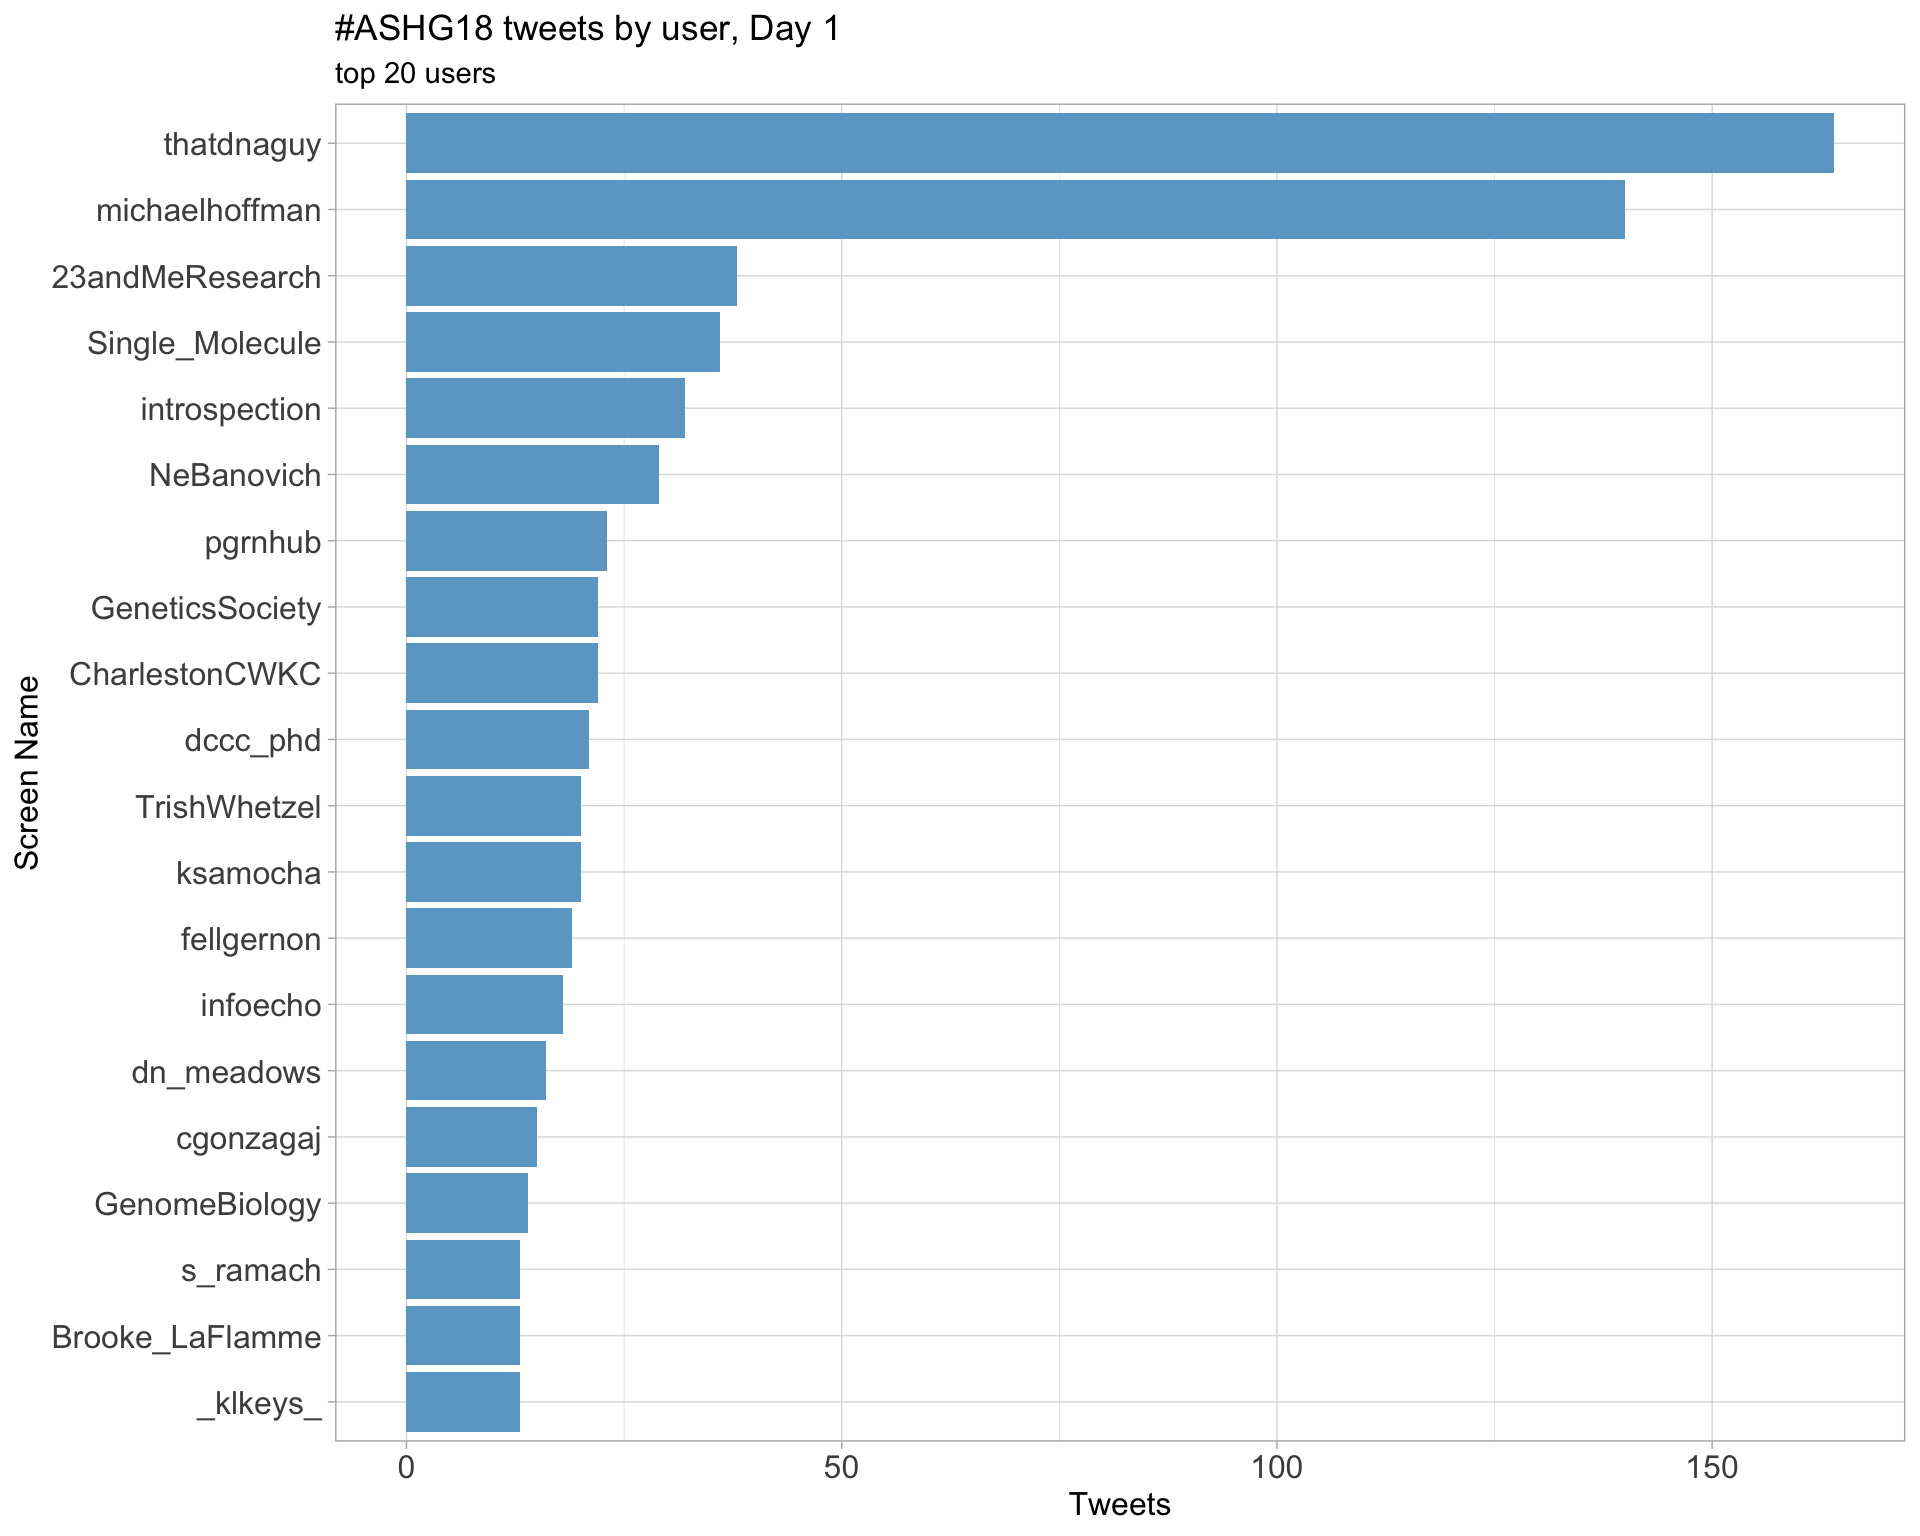 #ASHG18 tweets by user, Day 1
top 20 users
thatdnaguy
michaelhoffman
23andMeResearch
Single_Molecule
introspection
NeBanovich
pgrnhub
GeneticsSociety
CharlestonCWKC
dccc_phd
TrishWhetzel
ksamocha
fellgernon
infoecho
dn_meadows
cgonzagaj
GenomeBiology
s_ramach
Brooke_LaFlamme
_klkeys_
Screen Name
0 50 100 150
Tweets